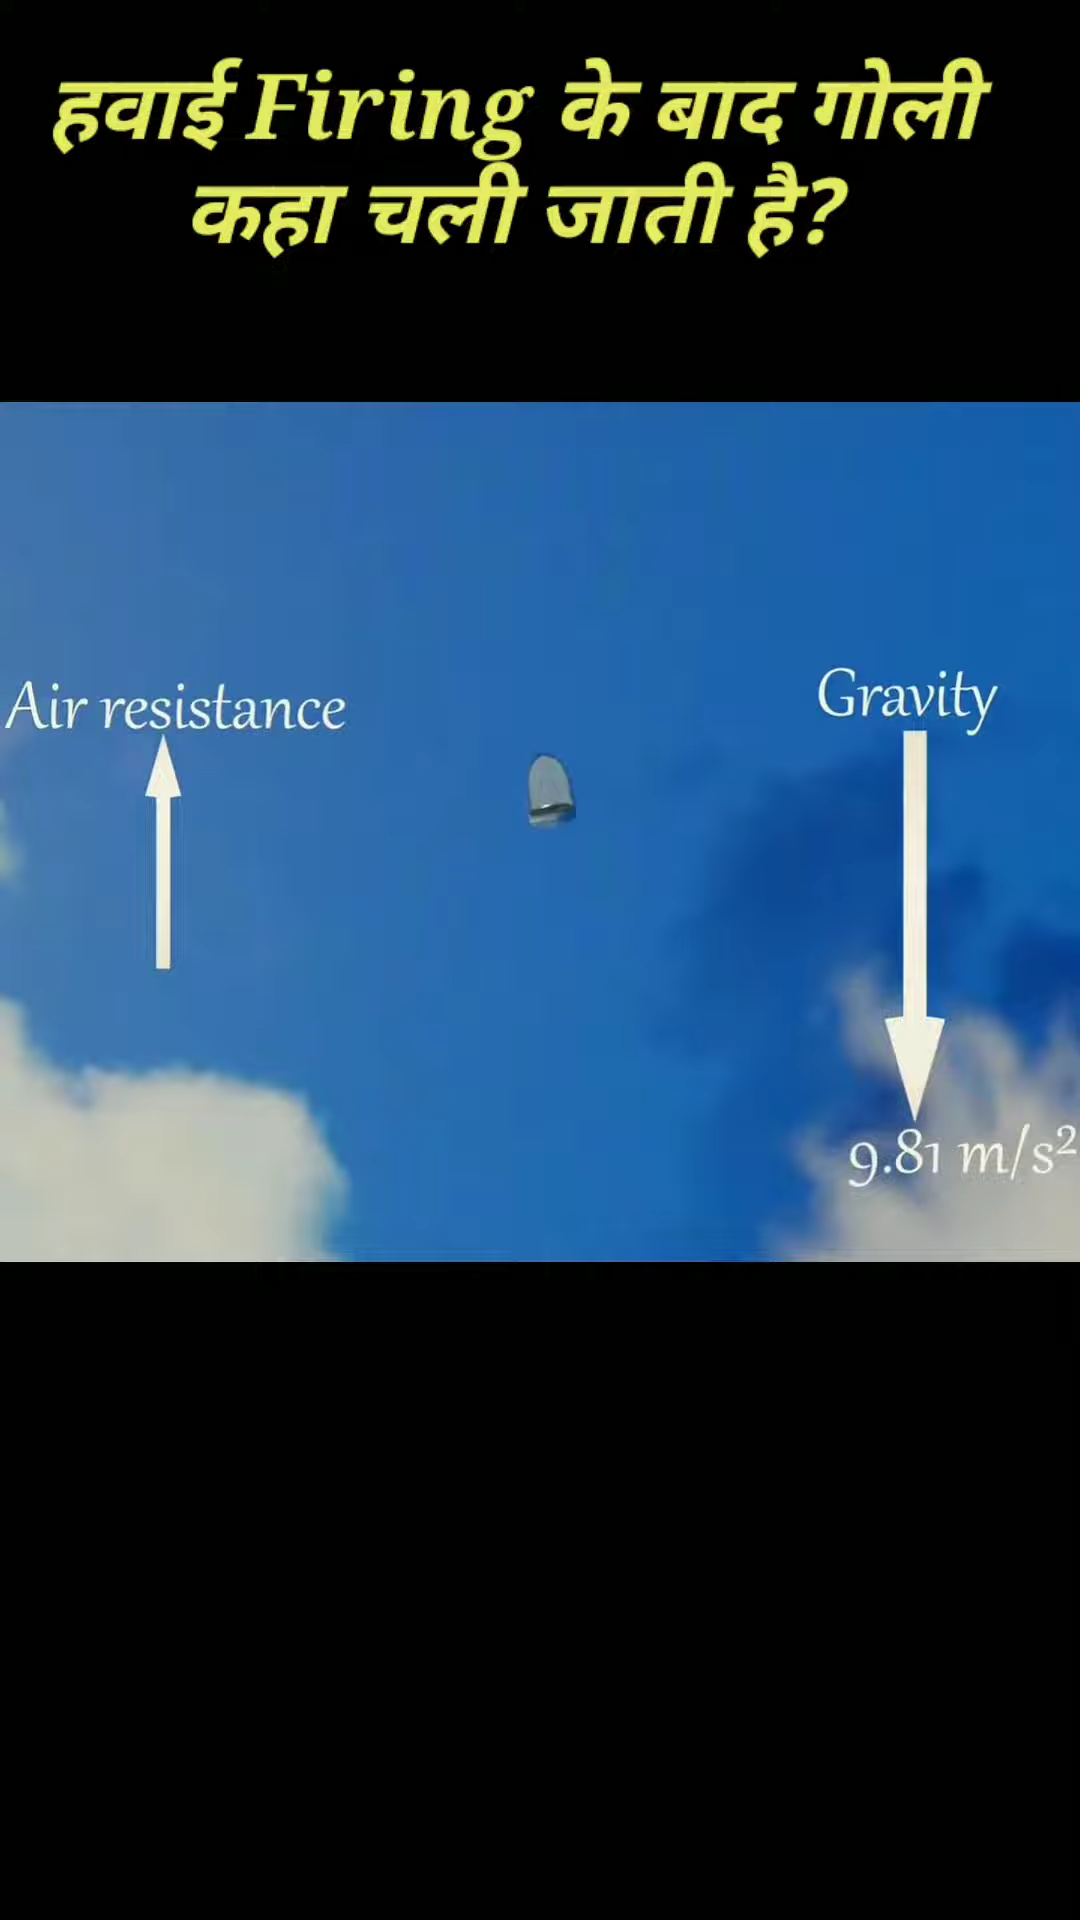 हवाई Firing के बाद गोली
कहा चली जाती है?
Air resistance
Gravity
9.81 m/s²